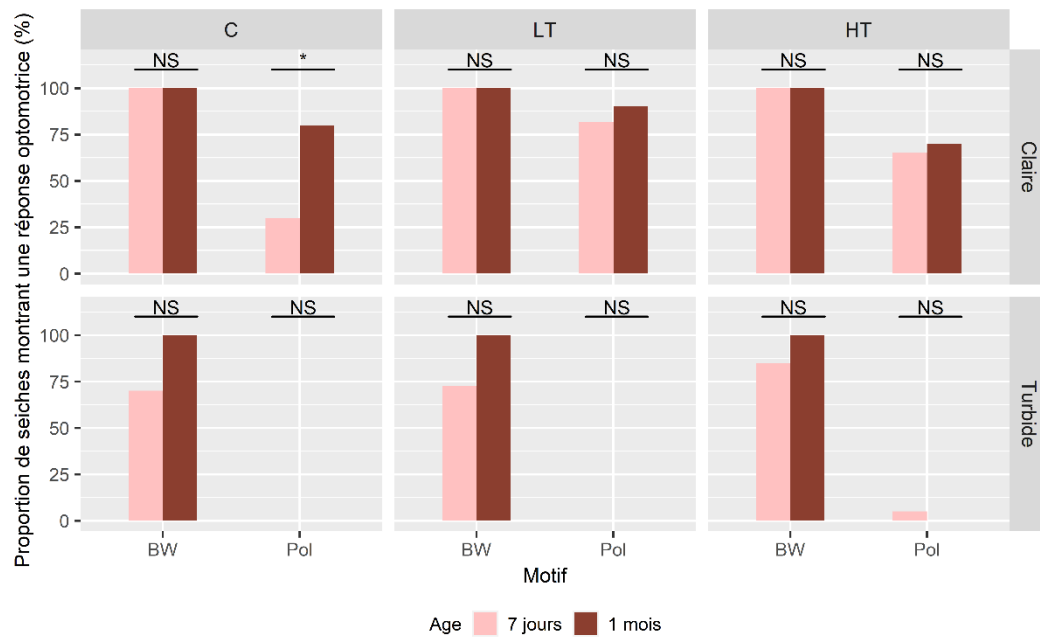 C LT HT
NS * NS NS NS NS
100
75
50
25
0
Claire
NS NS NS NS NS NS
100
75
50
25
0
Turbide
BW Pol BW Pol BW Pol
Motif
Proportion de seiches montrant une réponse optomotrice (%)
Age 7 jours 1 mois